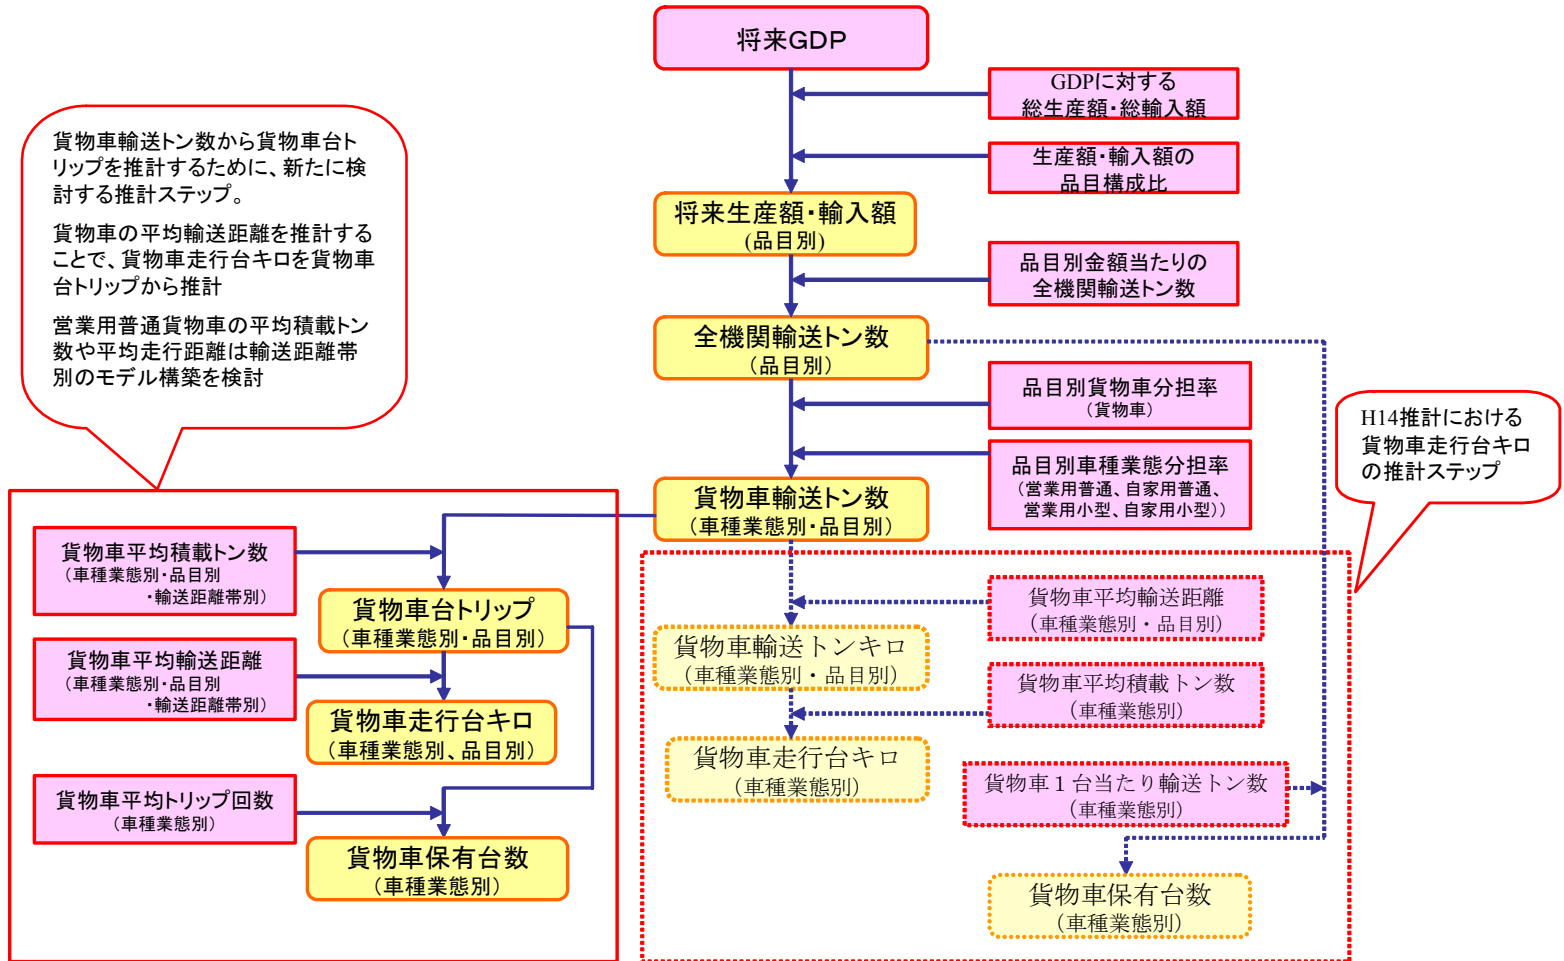 将来GDP
GDPに対する
総生産額・総輸入額
生産額・輸入額の
品目構成比
将来生産額・輸入額
(品目別)
品目別金額当たりの
全機関輸送トン数
全機関輸送トン数
（品目別）
品目別貨物車分担率
（貨物車）
品目別車種業態分担率
（営業用普通、自家用普通、
営業用小型、自家用小型））
貨物車輸送トン数
（車種業態別・品目別）
貨物車輸送トン数から貨物車台ト
リップを推計するために、新たに検
討する推計ステップ。
貨物車の平均輸送距離を推計する
ことで、貨物車走行台キロを貨物車
台トリップから推計
営業用普通貨物車の平均積載トン
数や平均走行距離は輸送距離帯
別のモデル構築を検討
H14推計における
貨物車走行台キロ
の推計ステップ
貨物車平均積載トン数
（車種業態別・品目別
・輸送距離帯別）
貨物車台トリップ
（車種業態別・品目別）
貨物車平均輸送距離
（車種業態別・品目別
・輸送距離帯別）
貨物車走行台キロ
（車種業態別、品目別）
貨物車平均トリップ回数
（車種業態別）
貨物車保有台数
（車種業態別）
貨物車平均輸送距離
（車種業態別・品目別）
貨物車輸送トンキロ
（車種業態別・品目別）
貨物車平均積載トン数
（車種業態別）
貨物車走行台キロ
（車種業態別）
貨物車１台当たり輸送トン数
（車種業態別）
貨物車保有台数
（車種業態別）